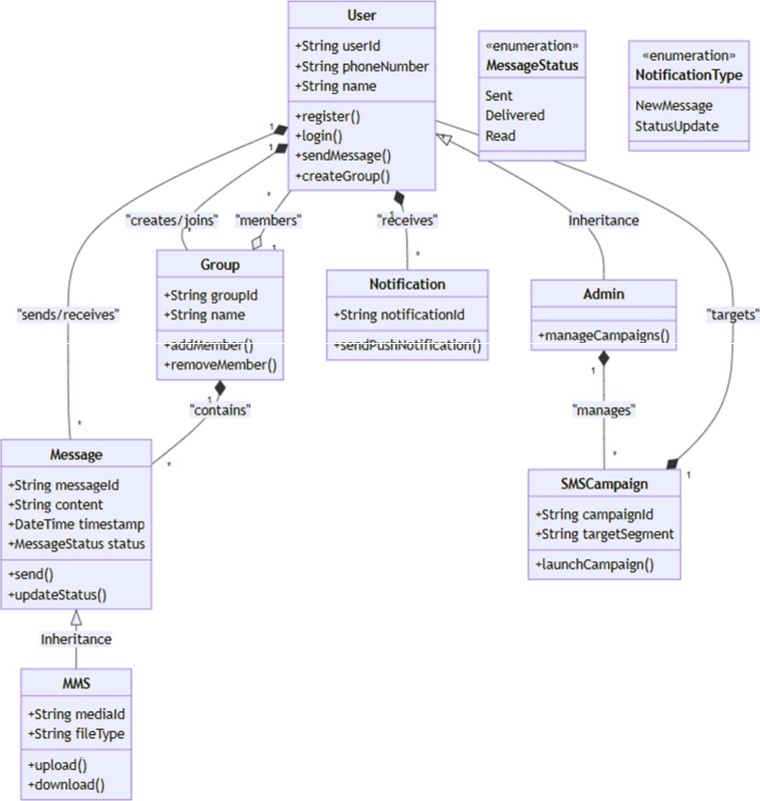 User
+String userId
+String phoneNumber
+String name
+register()
+login()
+sendMessage()
+createGroup()
«enumeration»
MessageStatus
Sent
Delivered
Read
«enumeration»
NotificationType
NewMessage
StatusUpdate
1
1
*
"creates/joins"
*
"members"
1
"receives"
1
*
Inheritance
"sends/receives"
*
"targets"
1
Group
+String groupId
+String name
+addMember()
+removeMember()
Notification
+String notificationId
+sendPushNotification()
Admin
+manageCampaigns()
1
"contains"
*
1
"manages"
*
Message
+String messageId
+String content
+DateTime timestamp
+MessageStatus status
+send()
+updateStatus()
SMSCampaign
+String campaignId
+String targetSegment
+launchCampaign()
Inheritance
MMS
+String mediaId
+String fileType
+upload()
+download()